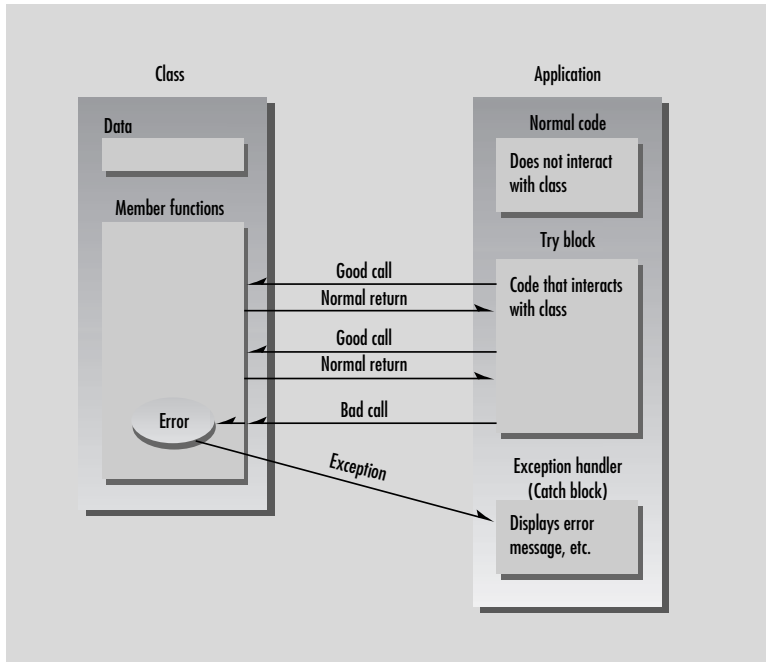 Class
Application
Data
Normal code
Does not interact
with class
Member functions
Try block
Good call
Code that interacts
with class
Normal return
Good call
Normal return
Bad call
Error
Exception
Exception handler
(Catch block)
Displays error
message, etc.